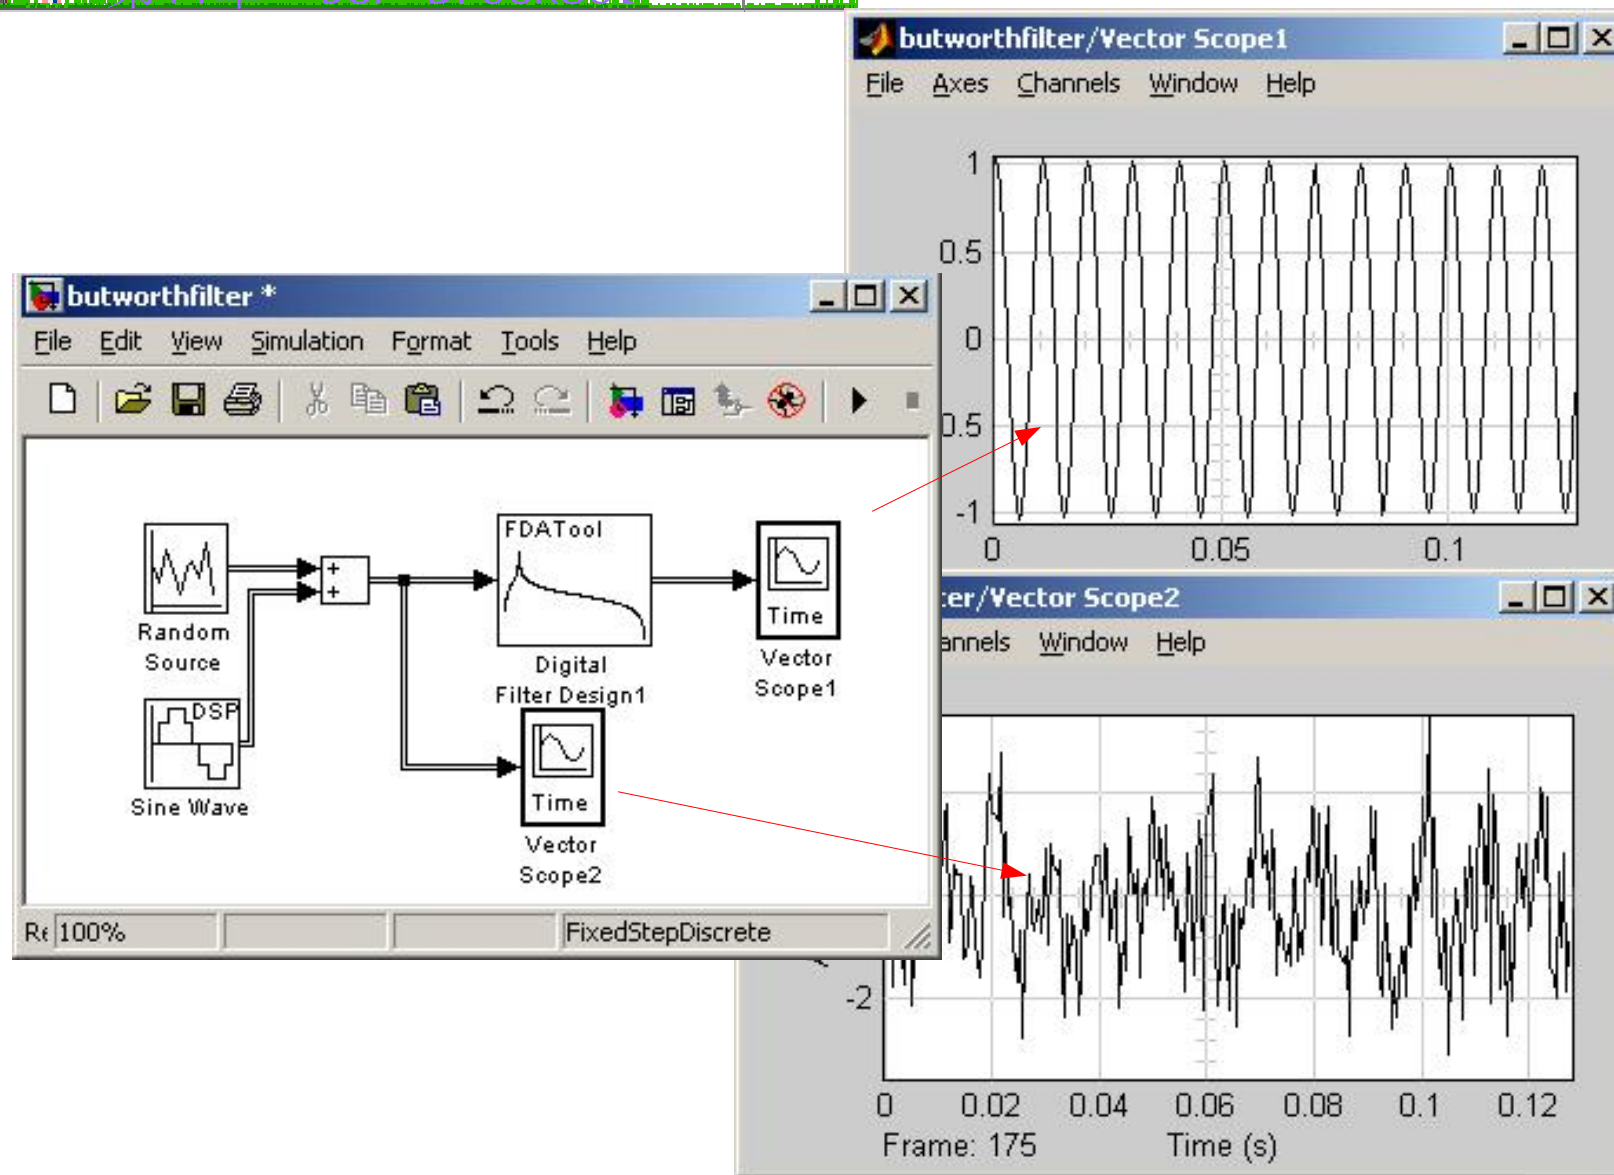 butworthfilter/Vector Scope1
File Axes Channels Window Help
1
0.5
0
0.5
-1
0 0.05 0.1
butworthfilter *
File Edit View Simulation Format Tools Help
Random
Source
DSP
Sine Wave
+
+
FDATool
Digital
Filter Design1
Time
Vector
Scope1
Time
Vector
Scope2
100% FixedStepDiscrete
er/Vector Scope2
annels Window Help
-2
0 0.02 0.04 0.06 0.08 0.1 0.12
Frame: 175 Time (s)